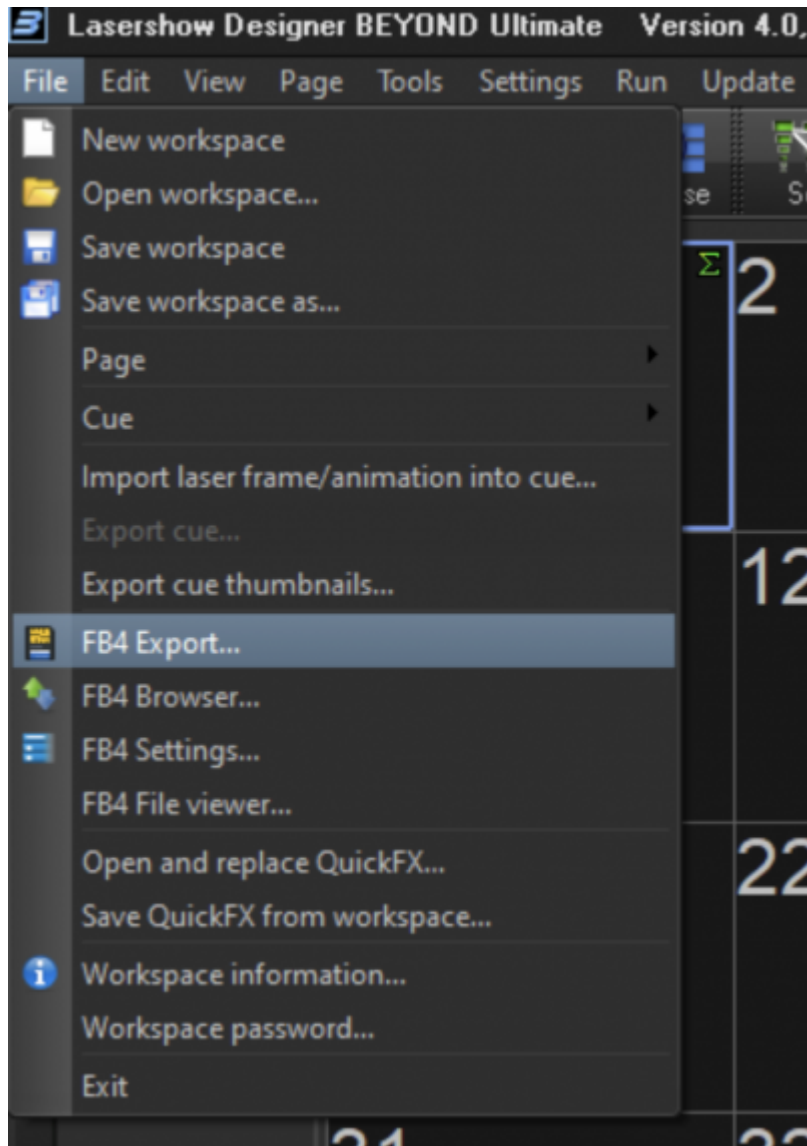 Lasershow Designer BEYOND Ultimate Version 4.0,
File Edit View Page Tools Settings Run Update
New workspace
Open workspace...
Save workspace
Save workspace as...
Page
Cue
Import laser frame/animation into cue...
Export cue...
Export cue thumbnails...
FB4 Export...
FB4 Browser...
FB4 Settings...
FB4 File viewer...
Open and replace QuickFX...
Save QuickFX from workspace...
Workspace information...
Workspace password...
Exit
se
Σ
2
12
22